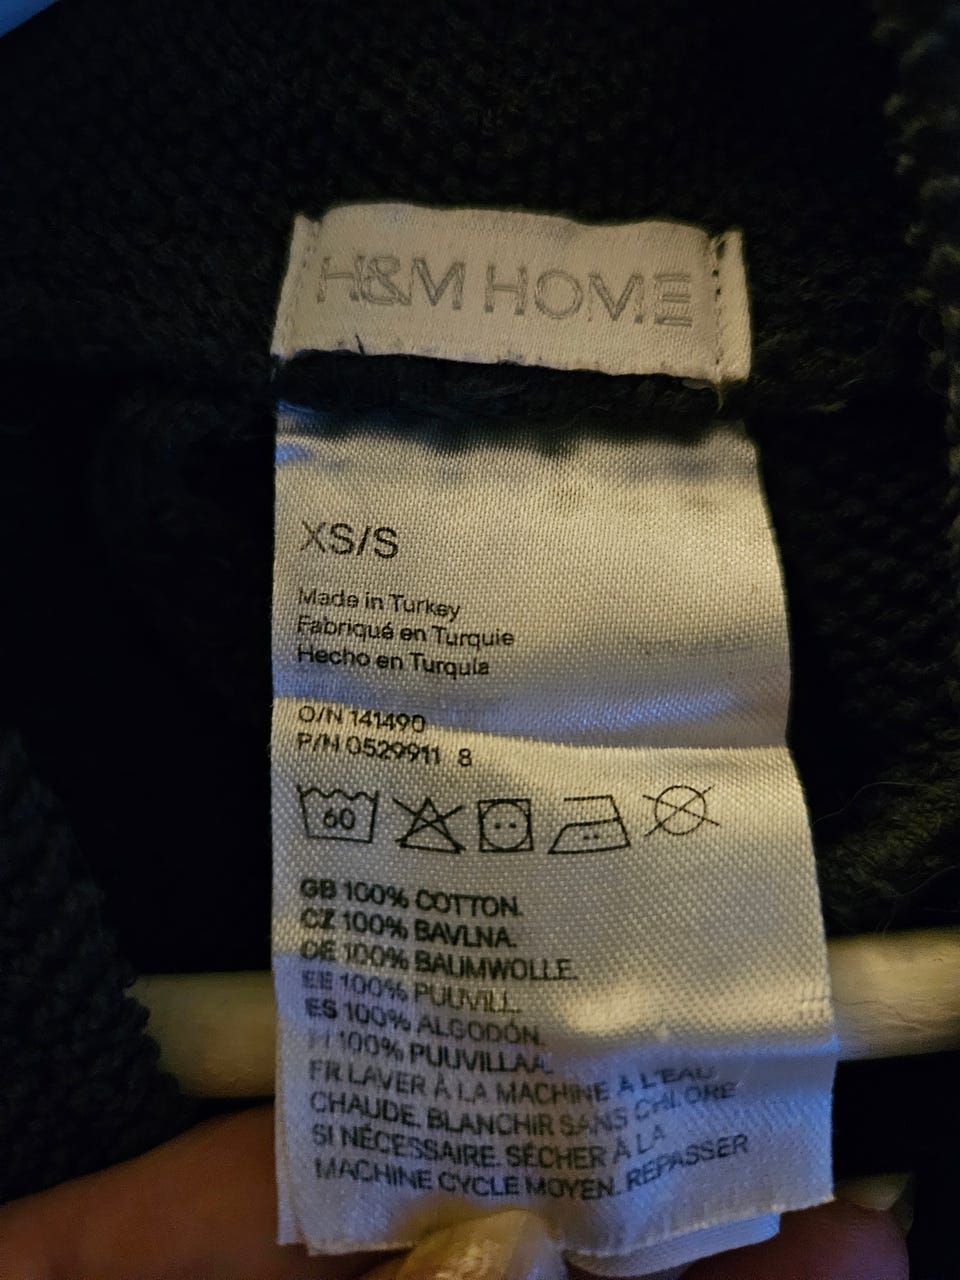 H&M HOME
XS/S
Made in Turkey
Fabriqué en Turquie
Hecho en Turquía
O/N 141490
P/N 0529911 8
60
GB 100% COTTON.
CZ 100% BAVLNA.
DE 100% BAUMWOLLE.
EE 100% PUUVILL.
ES 100% ALGODÓN.
FI 100% PUUVILLAA.
FR LAVER À LA MACHINE À L'EAU
CHAUDE. BLANCHIR SANS CHLORE
SI NÉCESSAIRE. SÉCHER À LA
MACHINE CYCLE MOYEN. REPASSER